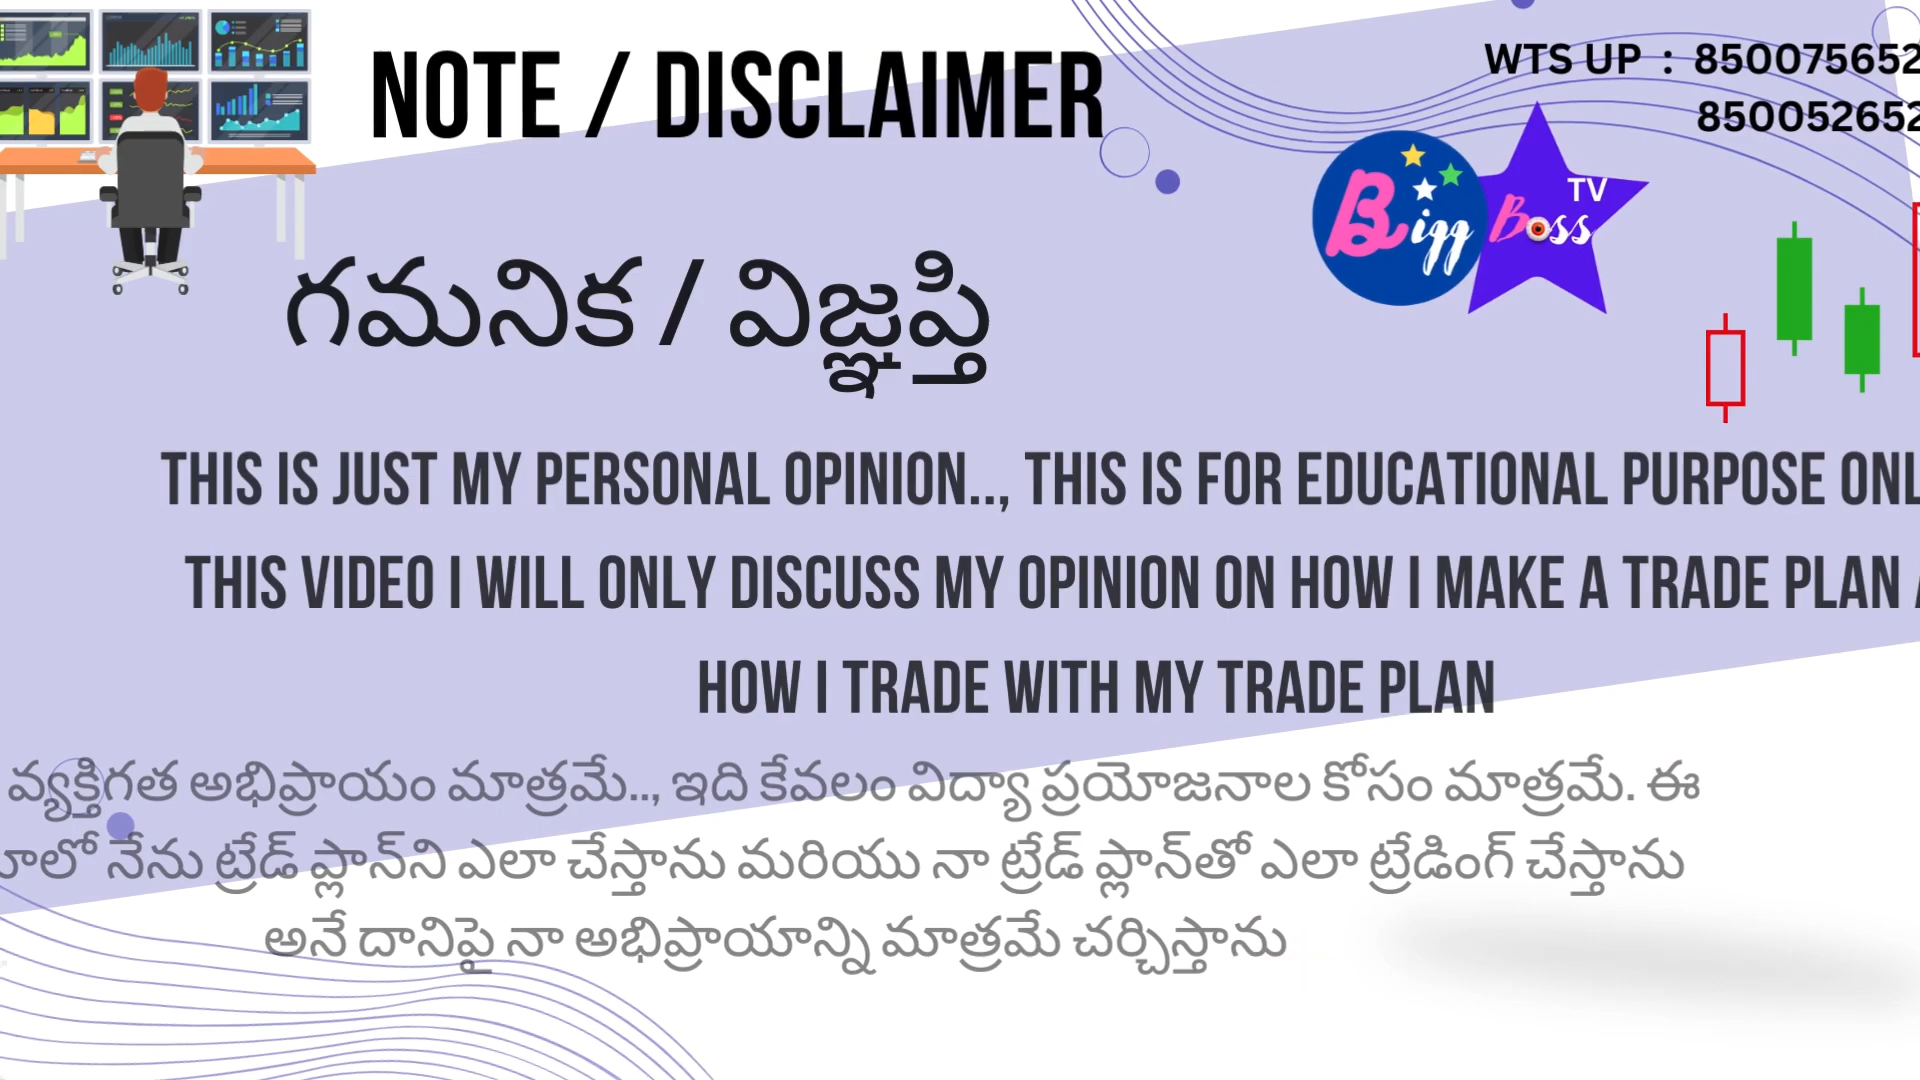 NOTE / DISCLAIMER
WTS UP : 850075652
850052652
Bigg Boss TV
గమనిక / విజ్ఞప్తి
THIS IS JUST MY PERSONAL OPINION.., THIS IS FOR EDUCATIONAL PURPOSE ONL
THIS VIDEO I WILL ONLY DISCUSS MY OPINION ON HOW I MAKE A TRADE PLAN
HOW I TRADE WITH MY TRADE PLAN
వ్యక్తిగత అభిప్రాయం మాత్రమే.., ఇది కేవలం విద్యా ప్రయోజనాల కోసం మాత్రమే. ఈ
లో నేను ట్రేడ్ ప్లాన్‌ని ఎలా చేస్తాను మరియు నా ట్రేడ్ ప్లాన్‌తో ఎలా ట్రేడింగ్ చేస్తాను
అనే దానిపై నా అభిప్రాయాన్ని మాత్రమే చర్చిస్తాను